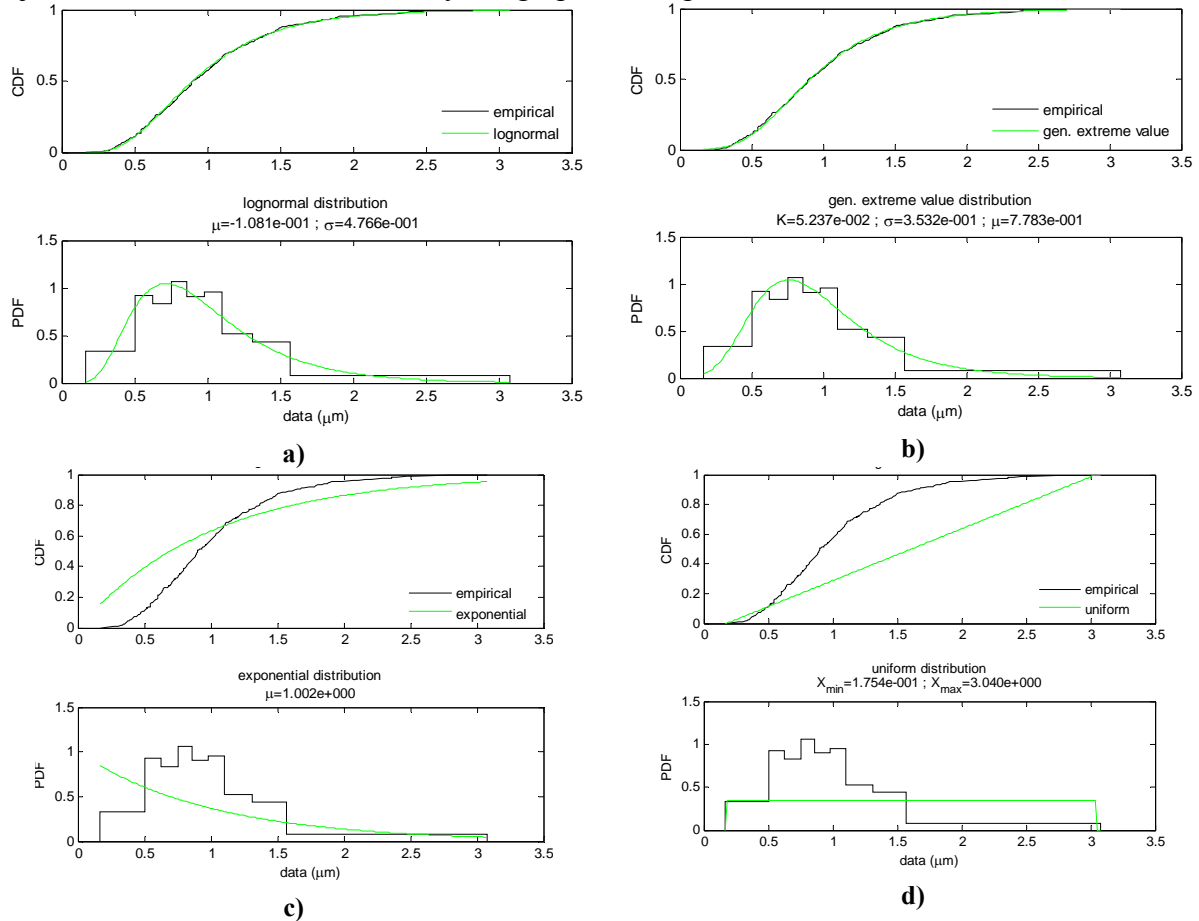 1
CDF
0.5
0
empirical
lognormal
0 0.5 1 1.5 2 2.5 3 3.5
lognormal distribution
μ=-1.081e-001 ; σ=4.766e-001
1.5
1
PDF
0.5
0
0 0.5 1 1.5 2 2.5 3 3.5
data (μm)
a)
1
CDF
0.5
0
empirical
gen. extreme value
0 0.5 1 1.5 2 2.5 3 3.5
gen. extreme value distribution
K=5.237e-002 ; σ=3.532e-001 ; μ=7.783e-001
1.5
1
PDF
0.5
0
0 0.5 1 1.5 2 2.5 3 3.5
data (μm)
b)
1
0.8
0.6
CDF
0.4
0.2
0
empirical
exponential
0 0.5 1 1.5 2 2.5 3 3.5
exponential distribution
μ=1.002e+000
1.5
1
PDF
0.5
0
0 0.5 1 1.5 2 2.5 3 3.5
data (μm)
c)
1
0.8
0.6
CDF
0.4
0.2
0
empirical
uniform
0 0.5 1 1.5 2 2.5 3 3.5
uniform distribution
Xmin=1.754e-001 ; Xmax=3.040e+000
1.5
1
PDF
0.5
0
0 0.5 1 1.5 2 2.5 3 3.5
data (μm)
d)